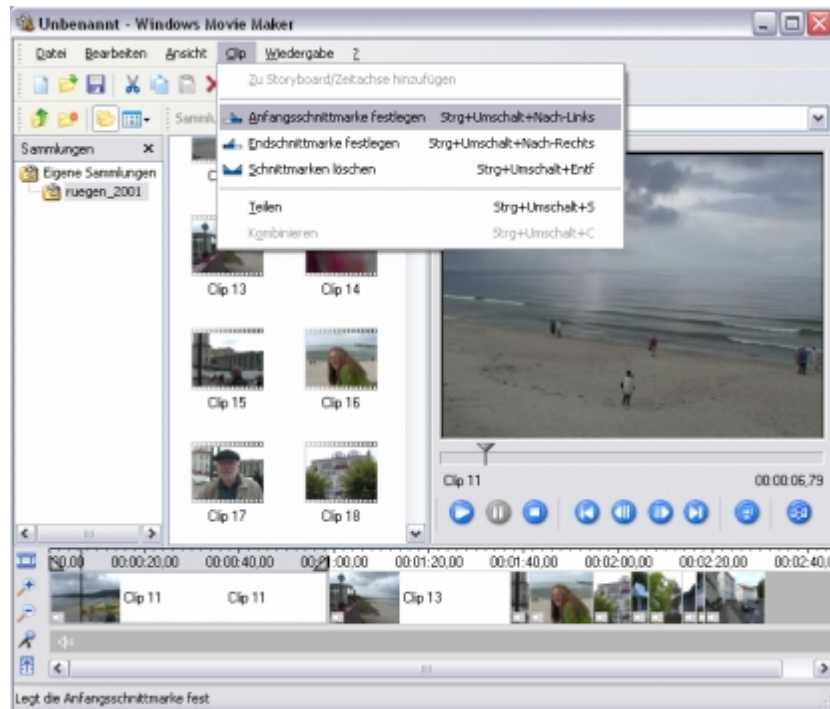 Unbenannt - Windows Movie Maker
Datei Bearbeiten Ansicht Clip Wiedergabe ?
Zu Storyboard/Zeitachse hinzufügen
Anfangsschnittmarke festlegen Strg+Umschalt+Nach-Links
Endschnittmarke festlegen Strg+Umschalt+Nach-Rechts
Schnittmarken löschen Strg+Umschalt+Entf
Teilen Strg+Umschalt+S
Kombinieren Strg+Umschalt+C
Sammlungen
Eigene Sammlungen
ruegen_2001
Clip 13 Clip 14
Clip 15 Clip 16
Clip 17 Clip 18
Clip 11 00:00:06,79
00:00:20,00 00:00:40,00 00:01:20,00 00:01:40,00 00:02:00,00 00:02:20,00 00:02:40,0
Clip 11 Clip 11 Clip 13
Legt die Anfangsschnittmarke fest